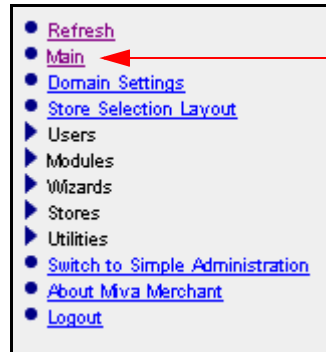 Refresh
Main
Domain Settings
Store Selection Layout
Users
Modules
Wizards
Stores
Utilities
Switch to Simple Administration
About Miva Merchant
Logout